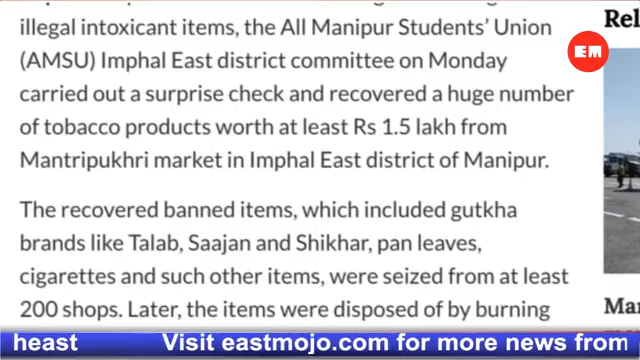 illegal intoxicant items, the All Manipur Students’ Union
(AMSU) Imphal East district committee on Monday
carried out a surprise check and recovered a huge number
of tobacco products worth at least Rs 1.5 lakh from
Mantripukhri market in Imphal East district of Manipur.
The recovered banned items, which included gutkha
brands like Talab, Saajan and Shikhar, pan leaves,
cigarettes and such other items, were seized from at least
200 shops. Later, the items were disposed of by burning
Rel
EM
Mar
heast Visit eastmojo.com for more news from